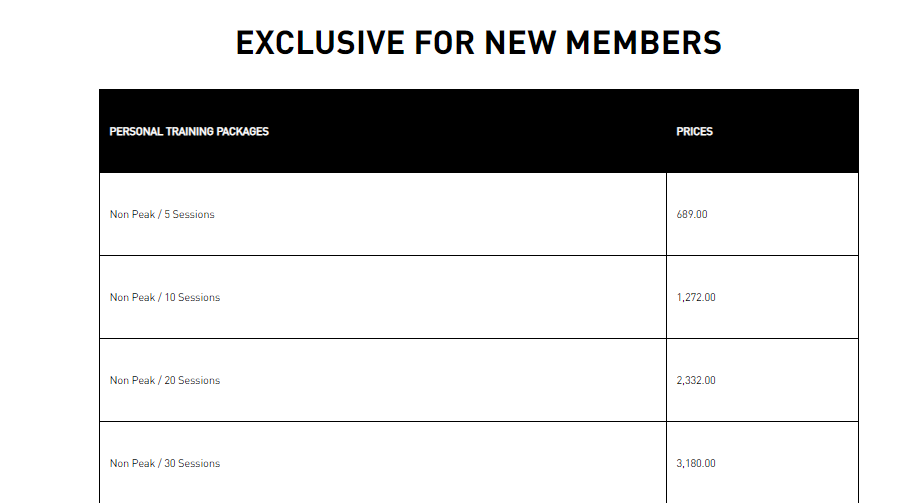 EXCLUSIVE FOR NEW MEMBERS
PERSONAL TRAINING PACKAGES PRICES
Non Peak / 5 Sessions 689.00
Non Peak / 10 Sessions 1,272.00
Non Peak / 20 Sessions 2,332.00
Non Peak / 30 Sessions 3,180.00